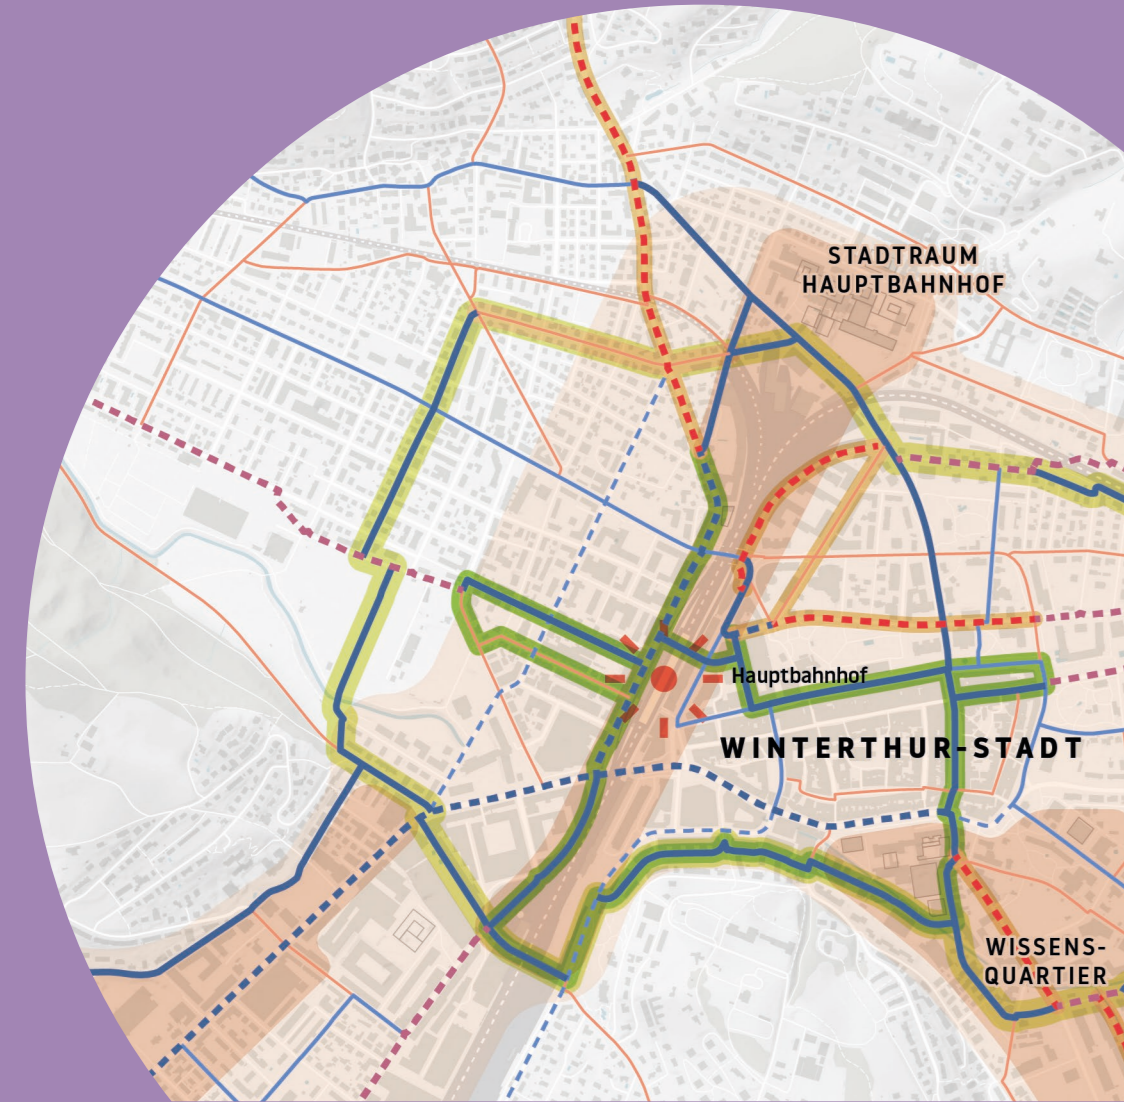 STADTRAUM
HAUPTBAHNHOF
Hauptbahnhof
WINTERTHUR-STADT
WISSENS-
QUARTIER